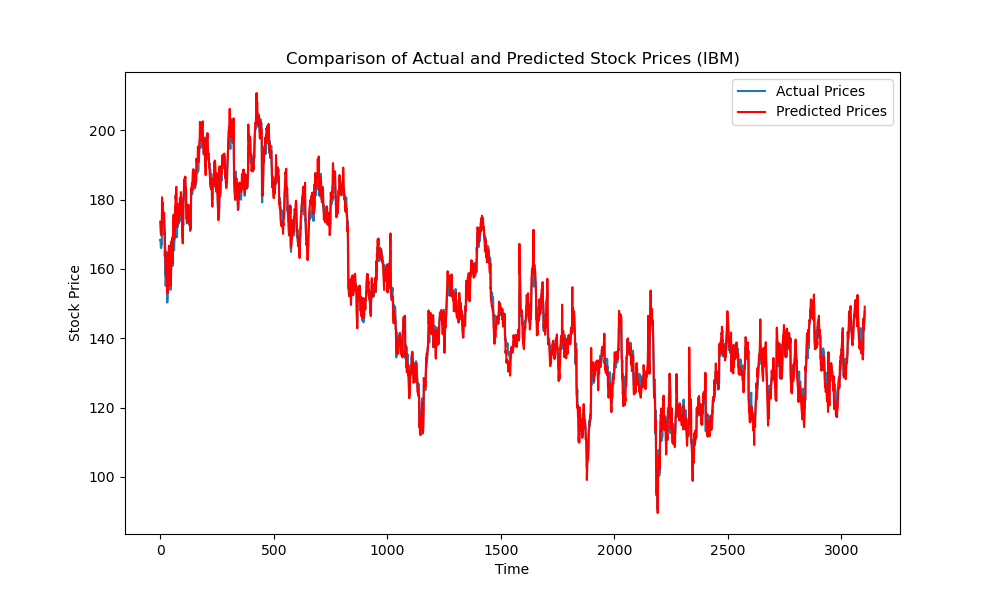 Comparison of Actual and Predicted Stock Prices (IBM)
Actual Prices
Predicted Prices
200
180
160
140
120
100
Stock Price
0 500 1000 1500 2000 2500 3000
Time